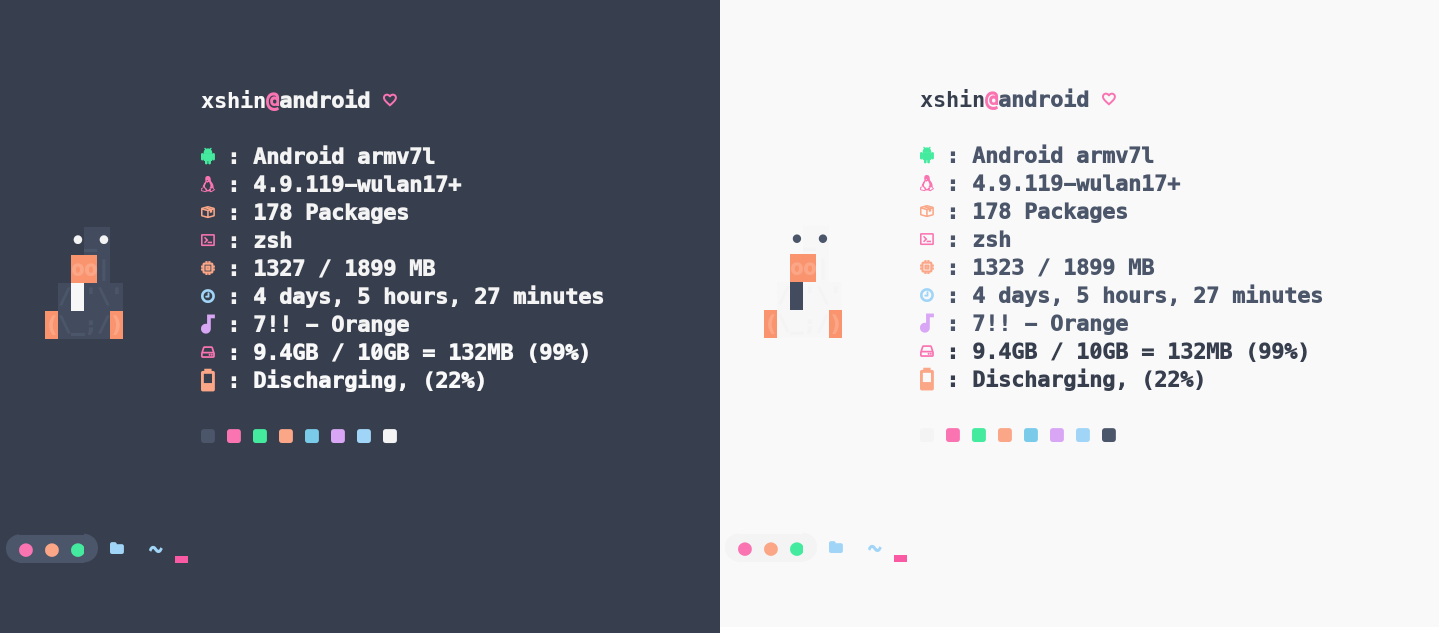 xshin@android
: Android armv7l
: 4.9.119-wulan17+
: 178 Packages
: zsh
: 1327 / 1899 MB
: 4 days, 5 hours, 27 minutes
: 7!! - Orange
: 9.4GB / 10GB = 132MB (99%)
: Discharging, (22%)
~
xshin@android
: Android armv7l
: 4.9.119-wulan17+
: 178 Packages
: zsh
: 1323 / 1899 MB
: 4 days, 5 hours, 27 minutes
: 7!! - Orange
: 9.4GB / 10GB = 132MB (99%)
: Discharging, (22%)
~